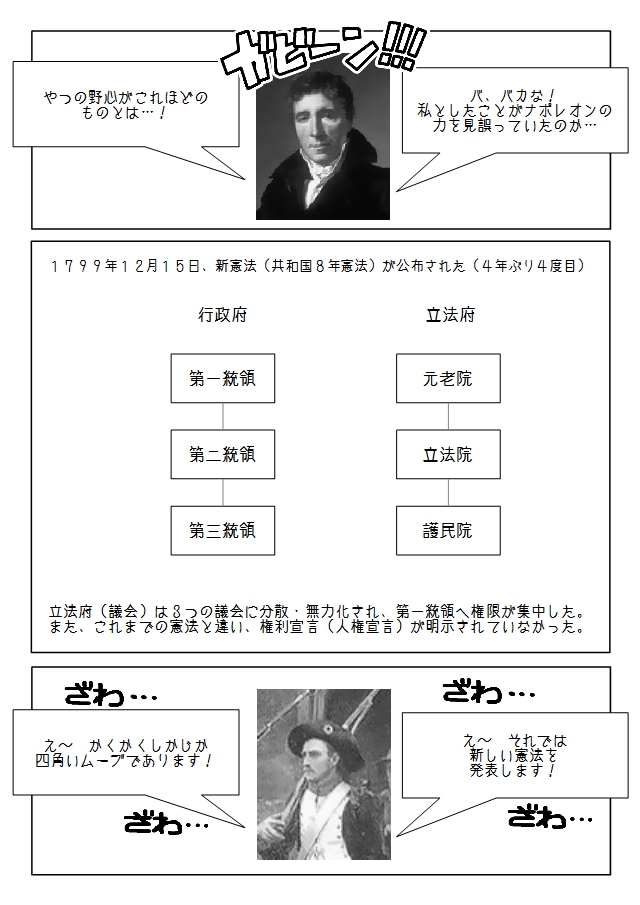 ガビーン!!!
やつの野心がこれほどの
ものとは…！
バ、バカな！
私としたことがナポレオンの
力を見誤っていたのか…
１７９９年１２月１５日、新憲法（共和国８年憲法）が公布された（４年ぶり４度目）
行政府
立法府
第一統領
元老院
第二統領
立法院
第三統領
護民院
立法府（議会）は３つの議会に分散・無力化され、第一統領へ権限が集中した。
また、これまでの憲法と違い、権利宣言（人権宣言）が明示されていなかった。
ざわ…
ざわ…
え～　かくかくしかじか
四角いムーブであります！
え～　それでは
新しい憲法を
発表します！
ざわ…
ざわ…